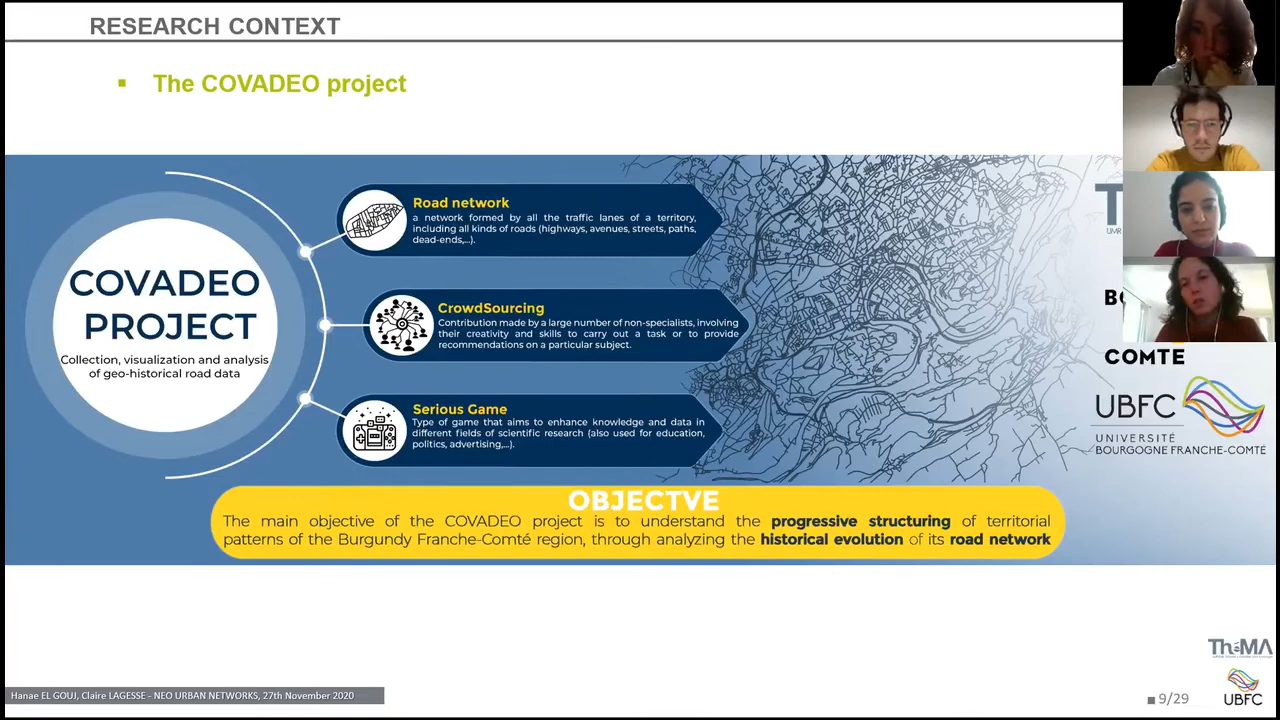 RESEARCH CONTEXT
▪ The COVADEO project
COVADEO
PROJECT
Collection, visualization and analysis
of geo-historical road data
Road network
a network formed by all the traffic lanes of a territory,
including all kinds of roads (highways, avenues, streets, paths,
dead-ends,...).
CrowdSourcing
Contribution made by a large number of non-specialists, involving
their creativity and skills to carry out a task or to provide
recommendations on a particular subject.
Serious Game
Type of game that aims to enhance knowledge and data in
different fields of scientific research (also used for education,
politics, advertising,...).
OBJECTVE
The main objective of the COVADEO project is to understand the progressive structuring of territorial
patterns of the Burgundy Franche-Comté region, through analyzing the historical evolution of its road network
COMTE
UBFC
UNIVERSITÉ
BOURGOGNE FRANCHE-COMTÉ
ThéMA
UBFC
Hanae EL GOUJ, Claire LAGESSE - NEO URBAN NETWORKS, 27th November 2020
9/29